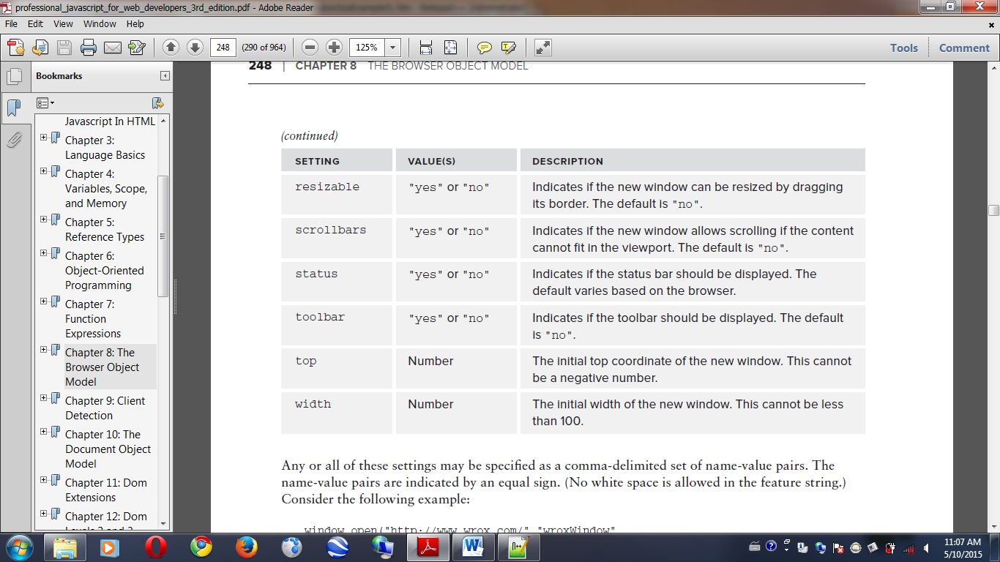 professional_javascript_for_web_developers_3rd_edition.pdf - Adobe Reader
File Edit View Window Help
248 (290 of 964) 125% Tools Comment
Bookmarks
Javascript In HTML
Chapter 3:
Language Basics
Chapter 4:
Variables, Scope,
and Memory
Chapter 5:
Reference Types
Chapter 6:
Object-Oriented
Programming
Chapter 7:
Function
Expressions
Chapter 8: The
Browser Object
Model
Chapter 9: Client
Detection
Chapter 10: The
Document Object
Model
Chapter 11: Dom
Extensions
Chapter 12: Dom
Levels 2 and 3
248 | CHAPTER 8 THE BROWSER OBJECT MODEL
(continued)
SETTING VALUE(S) DESCRIPTION
resizable "yes" or "no" Indicates if the new window can be resized by dragging
its border. The default is "no".
scrollbars "yes" or "no" Indicates if the new window allows scrolling if the content
cannot fit in the viewport. The default is "no".
status "yes" or "no" Indicates if the status bar should be displayed. The
default varies based on the browser.
toolbar "yes" or "no" Indicates if the toolbar should be displayed. The default
is "no".
top Number The initial top coordinate of the new window. This cannot
be a negative number.
width Number The initial width of the new window. This cannot be less
than 100.
Any or all of these settings may be specified as a comma-delimited set of name-value pairs. The
name-value pairs are indicated by an equal sign. (No white space is allowed in the feature string.)
Consider the following example:
window.open("http://www.wrox.com/","wroxWindow",
11:07 AM
5/10/2015